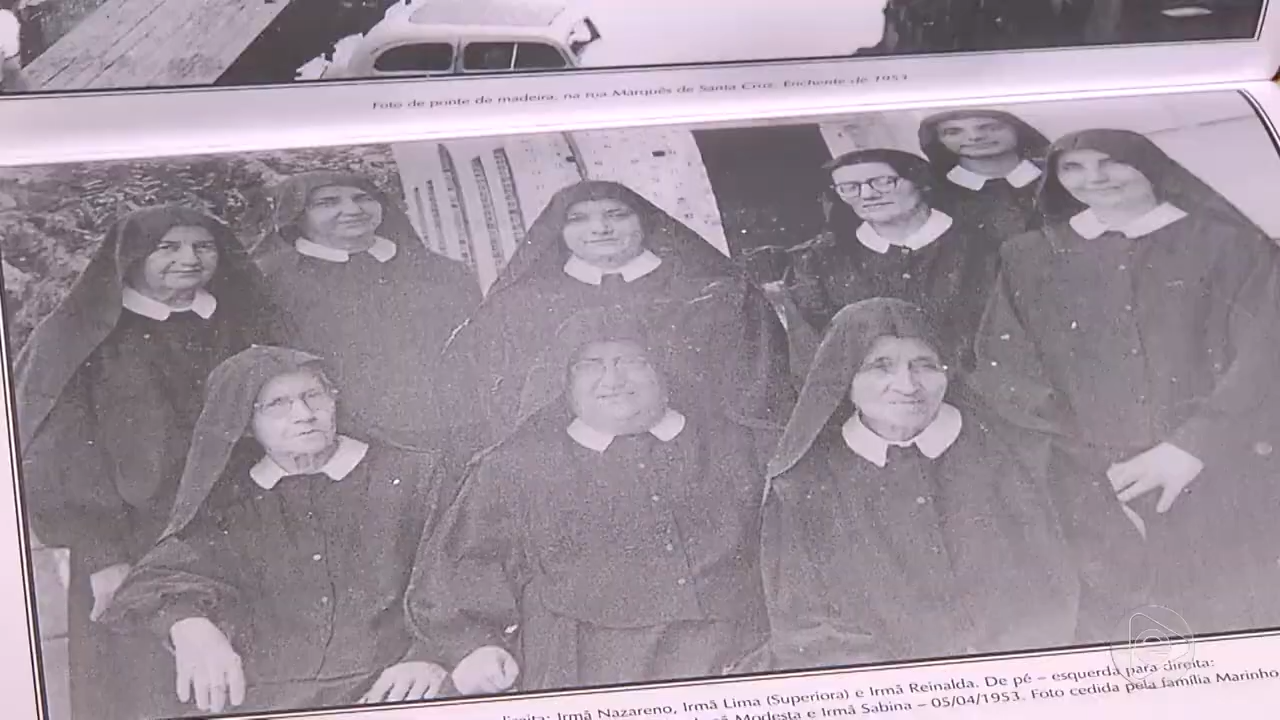 Foto de ponte de madeira, na rua Marquês de Santa Cruz. Enchente de 1953
direita: Irmã Nazareno, Irmã Lima (Superiora) e Irmã Reinalda. De pé – esquerda para direita:
Modesta e Irmã Sabina – 05/04/1953. Foto cedida pela família Marinho